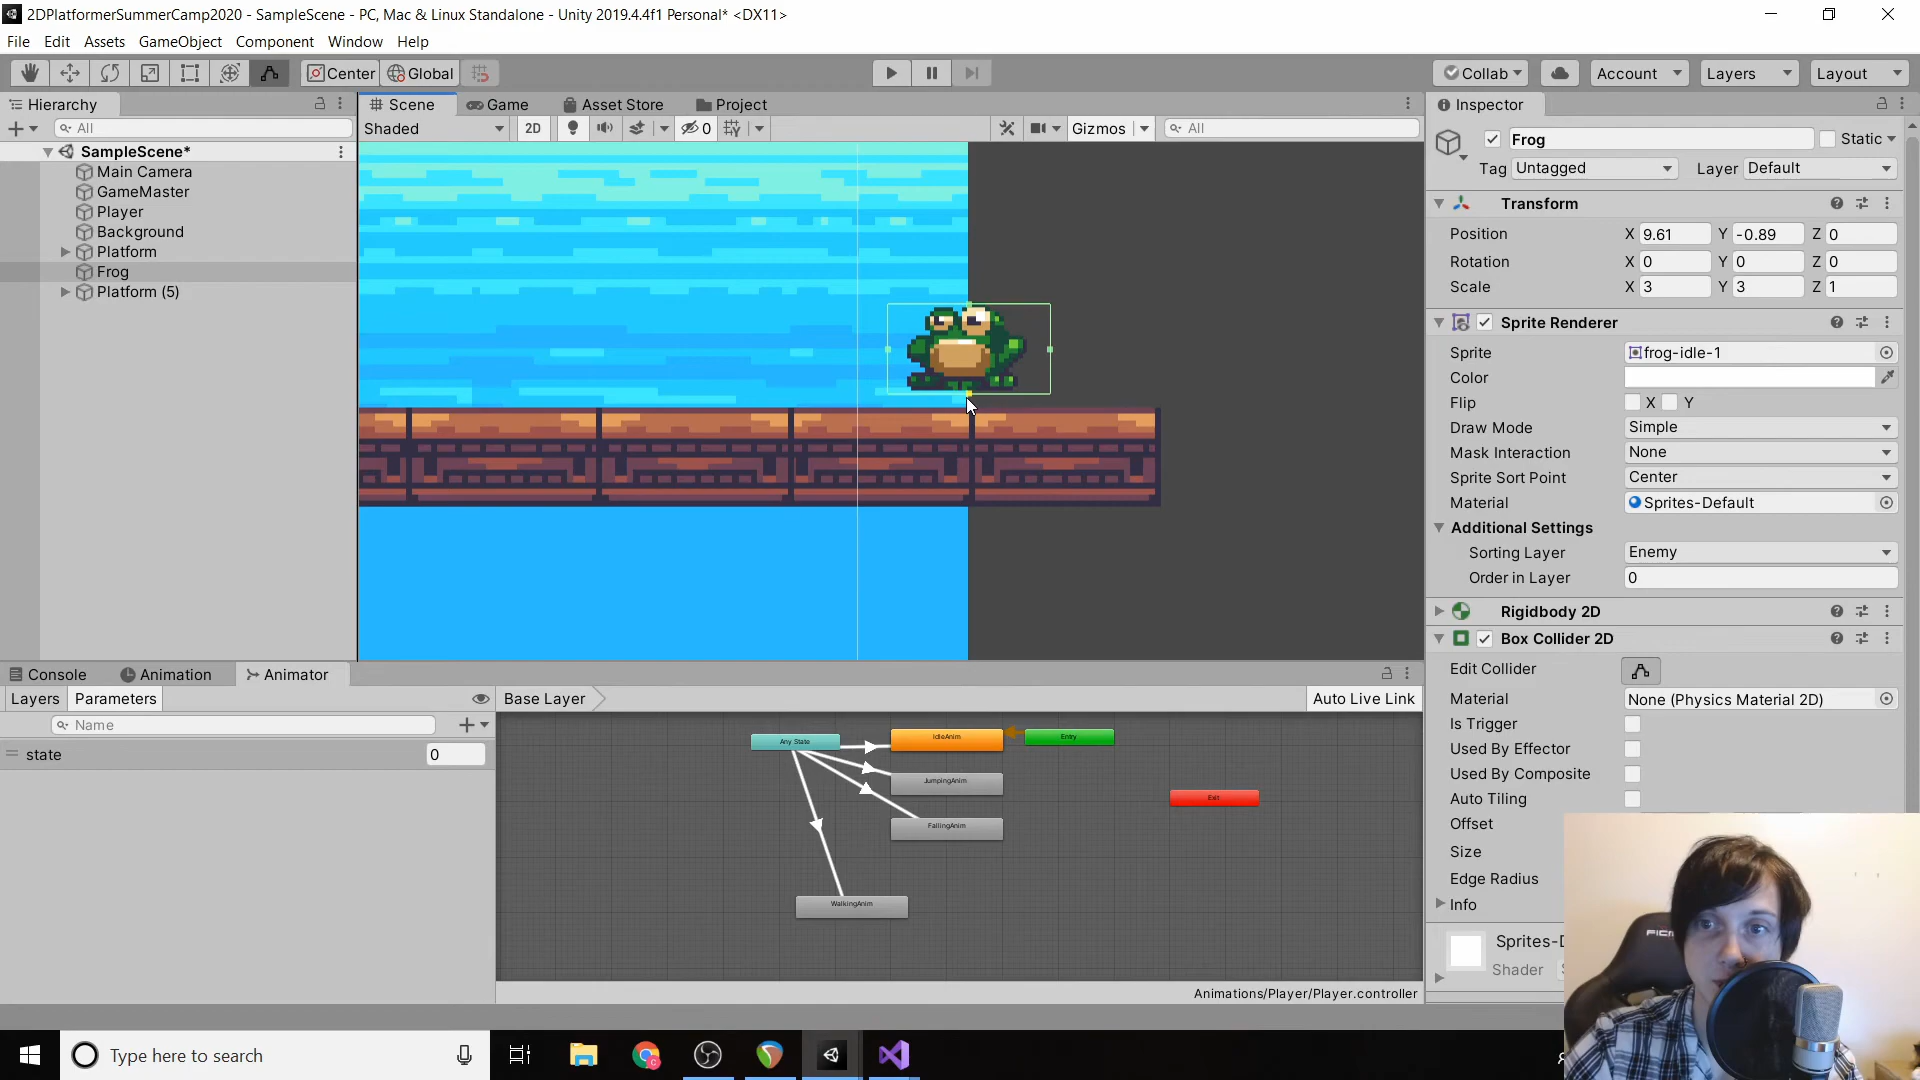 2DPlatformerSummerCamp2020 - SampleScene - PC, Mac & Linux Standalone - Unity 2019.4.4f1 Personal* <DX11>
File Edit Assets GameObject Component Window Help
Center Global Collab Account Layers Layout
Hierarchy
All
SampleScene*
Main Camera
GameMaster
Player
Background
Platform
Frog
Platform (5)
Scene Game Asset Store Project
Shaded 2D 0 Gizmos All
Inspector
Frog Static
Tag Untagged Layer Default
Transform
Position X 9.61 Y -0.89 Z 0
Rotation X 0 Y 0 Z 0
Scale X 3 Y 3 Z 1
Sprite Renderer
Sprite frog-idle-1
Color
Flip X Y
Draw Mode Simple
Mask Interaction None
Sprite Sort Point Center
Material Sprites-Default
Additional Settings
Sorting Layer Enemy
Order in Layer 0
Rigidbody 2D
Box Collider 2D
Edit Collider
Material None (Physics Material 2D)
Is Trigger
Used By Effector
Used By Composite
Auto Tiling
Offset
Size
Edge Radius
Info
Sprites-D
Shader
Console Animation Animator
Layers Parameters Base Layer Auto Live Link
Name
state 0
Any State
IdleAnim
Entry
JumpingAnim
Exit
FallingAnim
WalkingAnim
Animations/Player/Player.controller
Type here to search